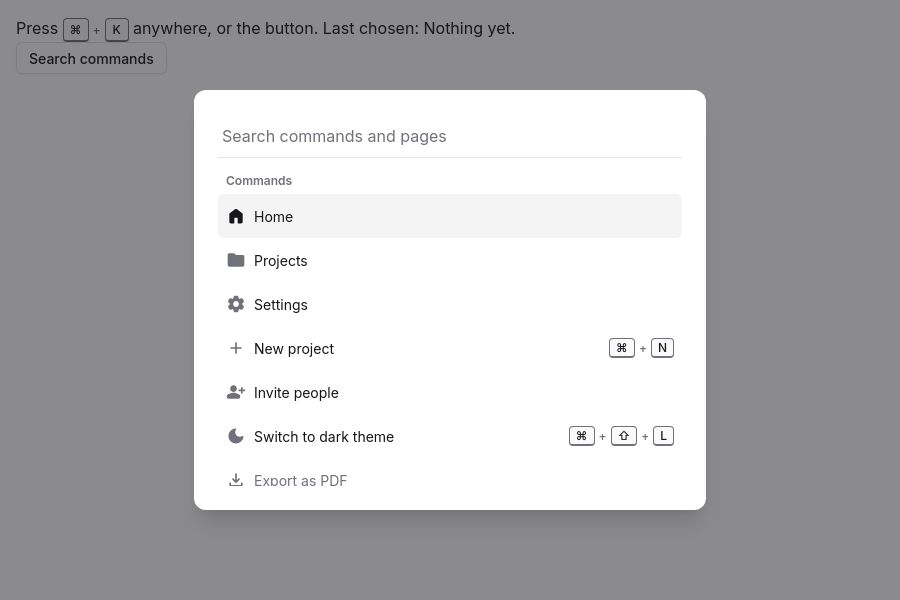 Press ⌘ + K anywhere, or the button. Last chosen: Nothing yet.
Search commands
Search commands and pages
Commands
Home
Projects
Settings
New project ⌘ + N
Invite people
Switch to dark theme ⌘ + ⇧ + L
Export as PDF